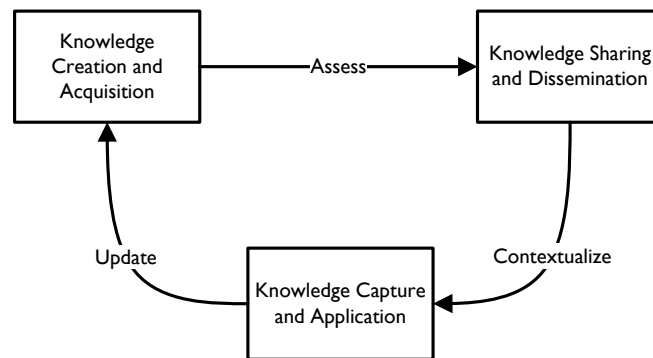 Knowledge
Creation and
Acquisition
Assess
Knowledge Sharing
and Dissemination
Update
Contextualize
Knowledge Capture
and Application